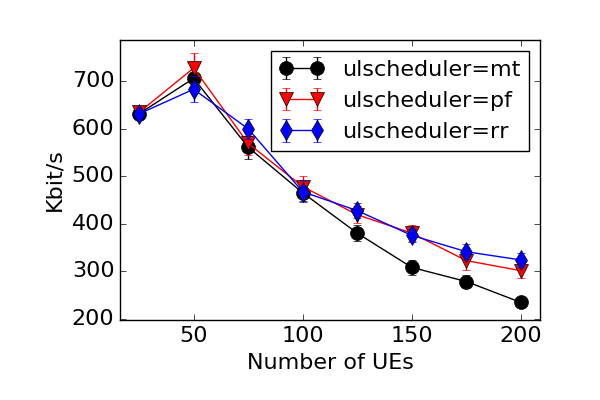 ulscheduler=mt
ulscheduler=pf
ulscheduler=rr
Kbit/s
700
600
500
400
300
200
50
100
150
200
Number of UEs